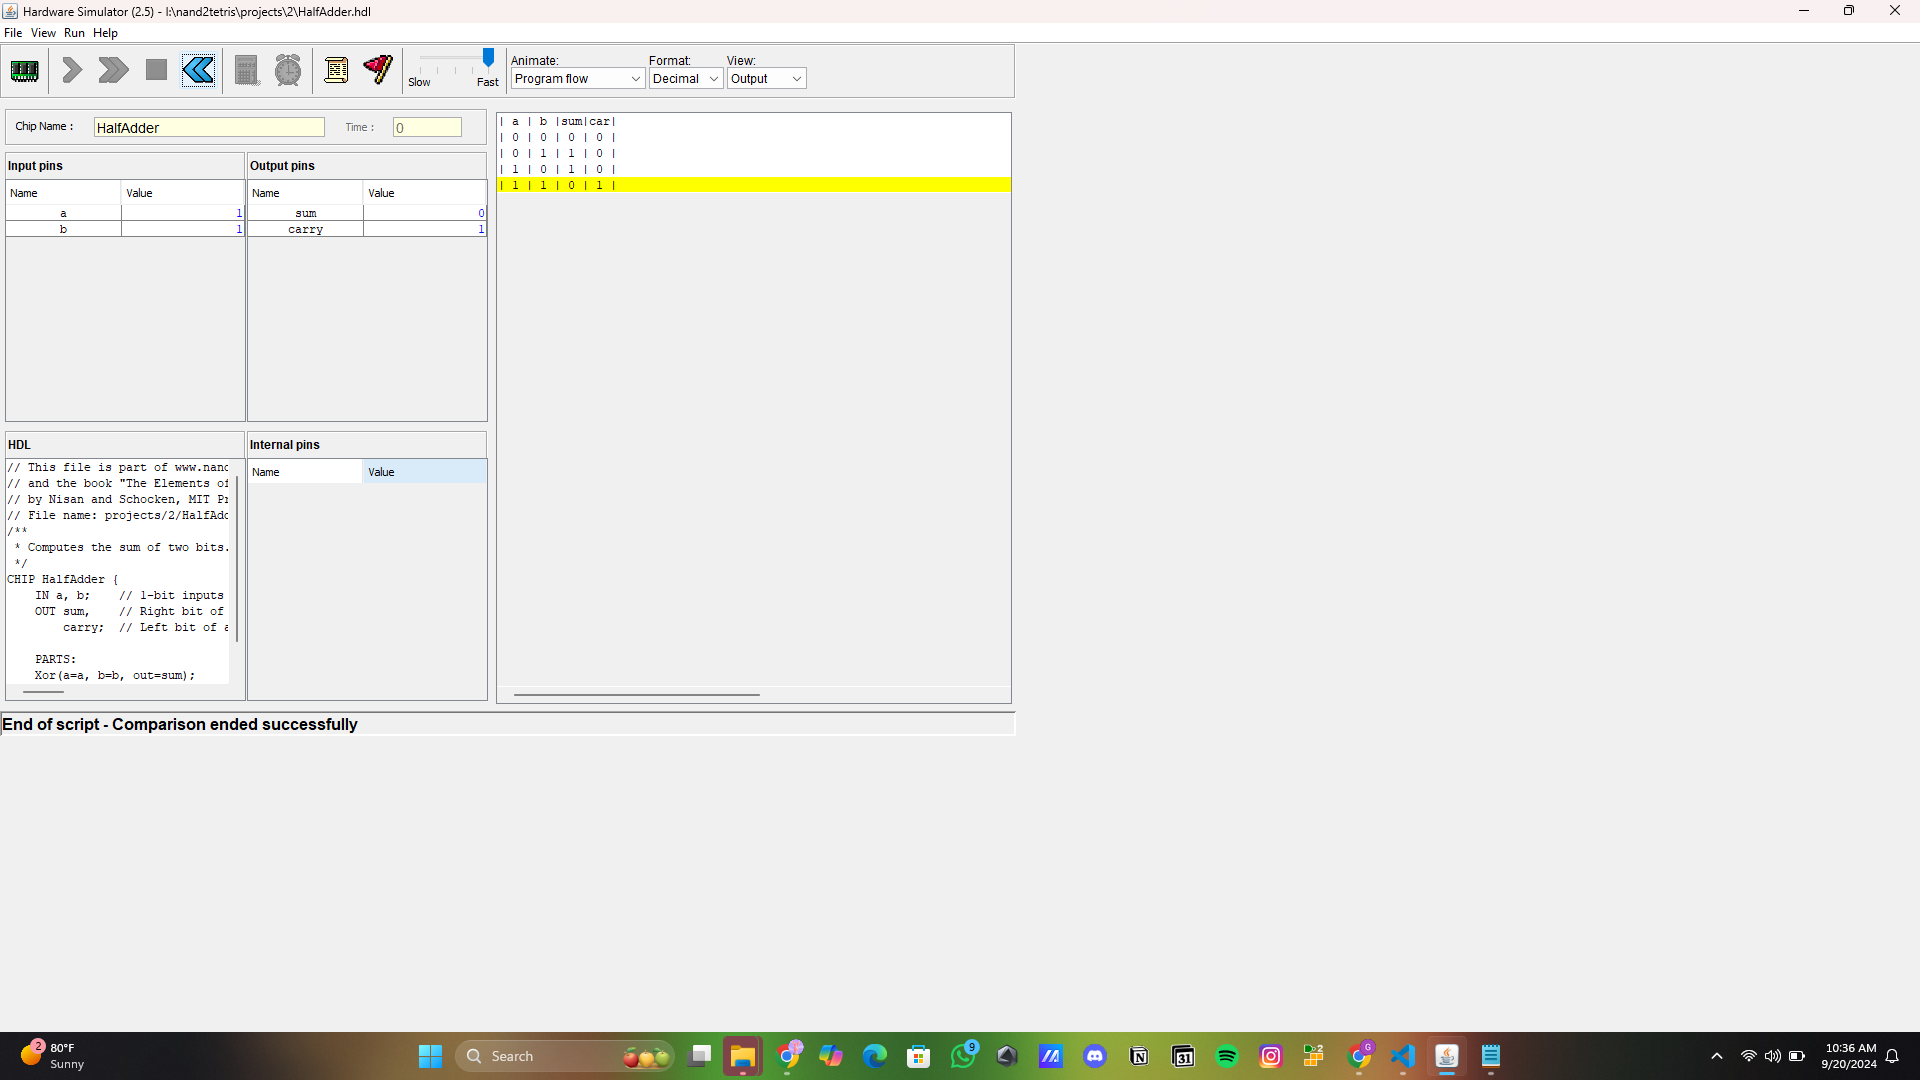 Hardware Simulator (2.5) - I:\nand2tetris\projects\2\HalfAdder.hdl
File View Run Help
Slow Fast
Animate: Format: View:
Program flow Decimal Output
Chip Name : HalfAdder Time : 0
Input pins
Name Value
a 1
b 1
Output pins
Name Value
sum 0
carry 1
| a | b |sum|car|
| 0 | 0 | 0 | 0 |
| 0 | 1 | 1 | 0 |
| 1 | 0 | 1 | 0 |
| 1 | 1 | 0 | 1 |
HDL
// This file is part of www.nand
// and the book "The Elements of
// by Nisan and Schocken, MIT Pr
// File name: projects/2/HalfAdd
/**
* Computes the sum of two bits.
*/
CHIP HalfAdder {
IN a, b; // 1-bit inputs
OUT sum, // Right bit of
carry; // Left bit of a
PARTS:
Xor(a=a, b=b, out=sum);
Internal pins
Name Value
End of script - Comparison ended successfully
2
80°F
Sunny
Search
9
31
2
G
10:36 AM
9/20/2024